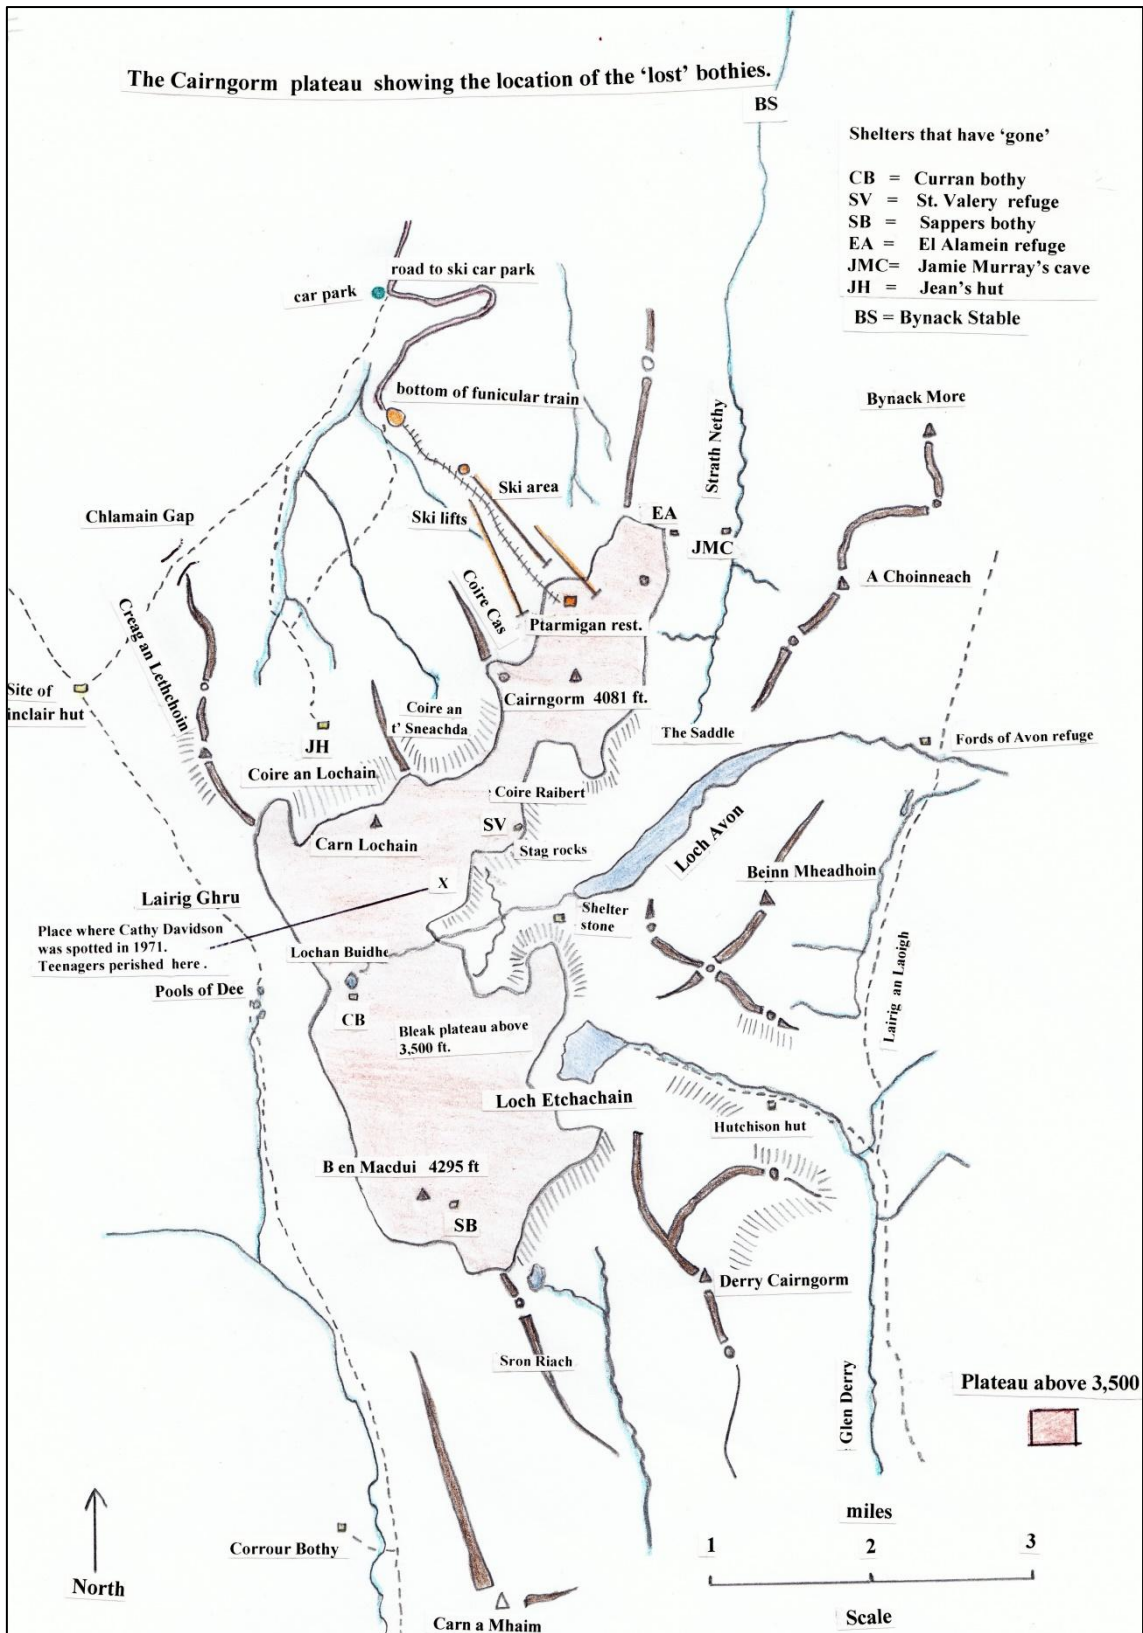 The Cairngorm plateau showing the location of the ‘lost’ bothies.
BS
Shelters that have ‘gone’
CB = Curran bothy
SV = St. Valery refuge
SB = Sappers bothy
EA = El Alamein refuge
JMC= Jamie Murray’s cave
JH = Jean’s hut
BS = Bynack Stable
road to ski car park
car park
bottom of funicular train
Bynack More
Strath Nethy
Ski area
Ski lifts
EA
JMC
Chlamain Gap
A Choinneach
Coire Cas
Ptarmigan rest.
Creag an Lethchoin
Site of
inclair hut
Cairngorm 4081 ft.
Coire an
t’ Sneachda
The Saddle
Fords of Avon refuge
JH
Coire an Lochain
Coire Raibert
SV
Carn Lochain
Stag rocks
Loch Avon
Beinn Mheadhoin
X
Lairig Ghru
Shelter
stone
Place where Cathy Davidson
was spotted in 1971.
Teenagers perished here .
Lochan Buidhe
Pools of Dee
CB
Lairig an Laoigh
Bleak plateau above
3,500 ft.
Loch Etchachain
Hutchison hut
B en Macdui 4295 ft
SB
Derry Cairngorm
Sron Riach
Glen Derry
Plateau above 3,500
miles
1 2 3
Scale
Corrour Bothy
North
Carn a Mhaim